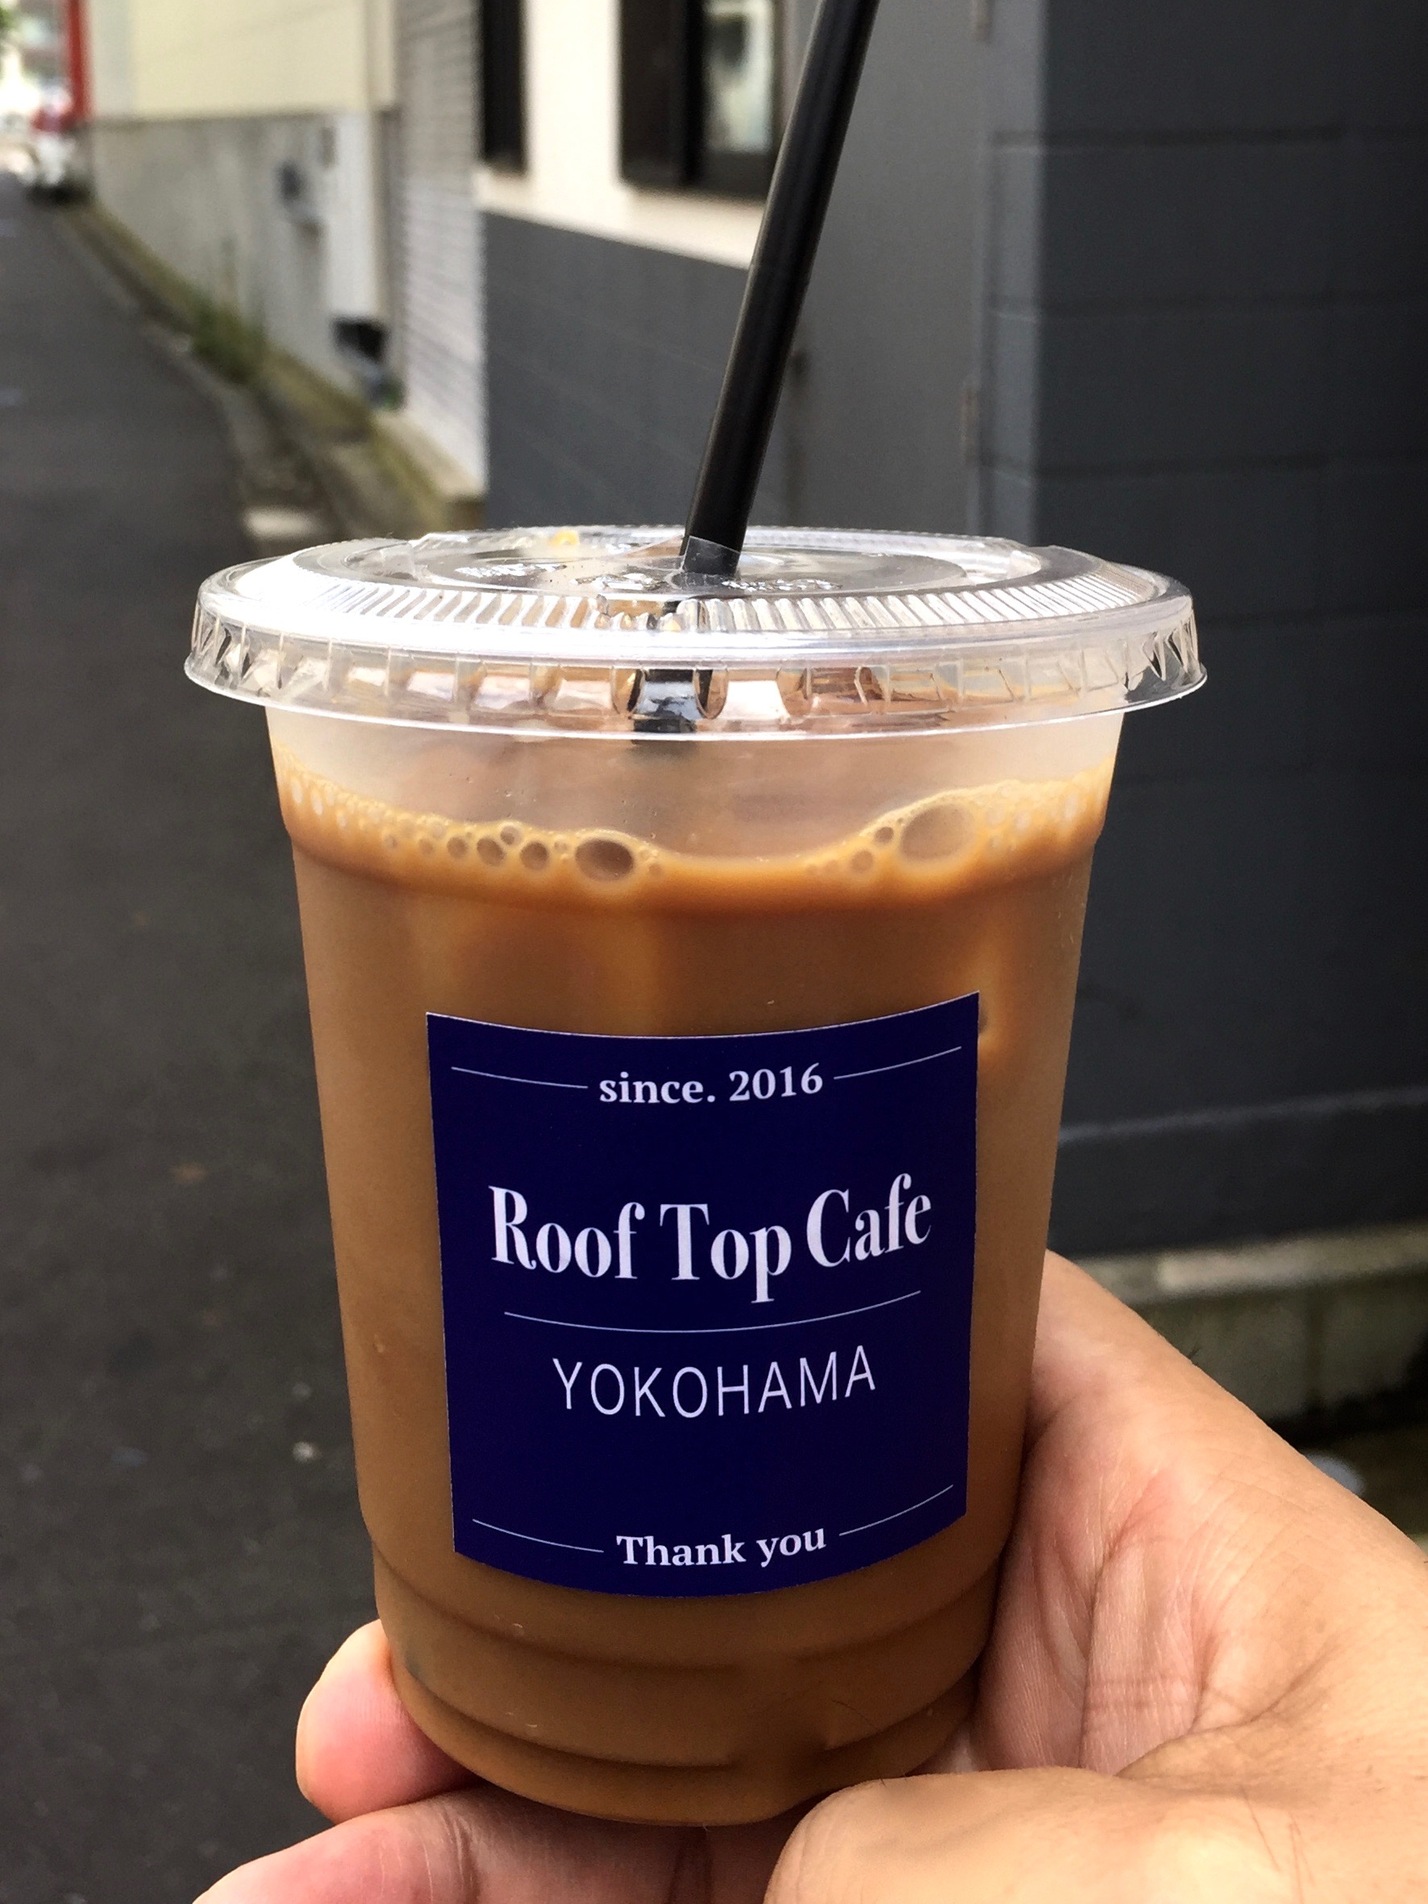 since. 2016
Roof Top Cafe
YOKOHAMA
Thank you